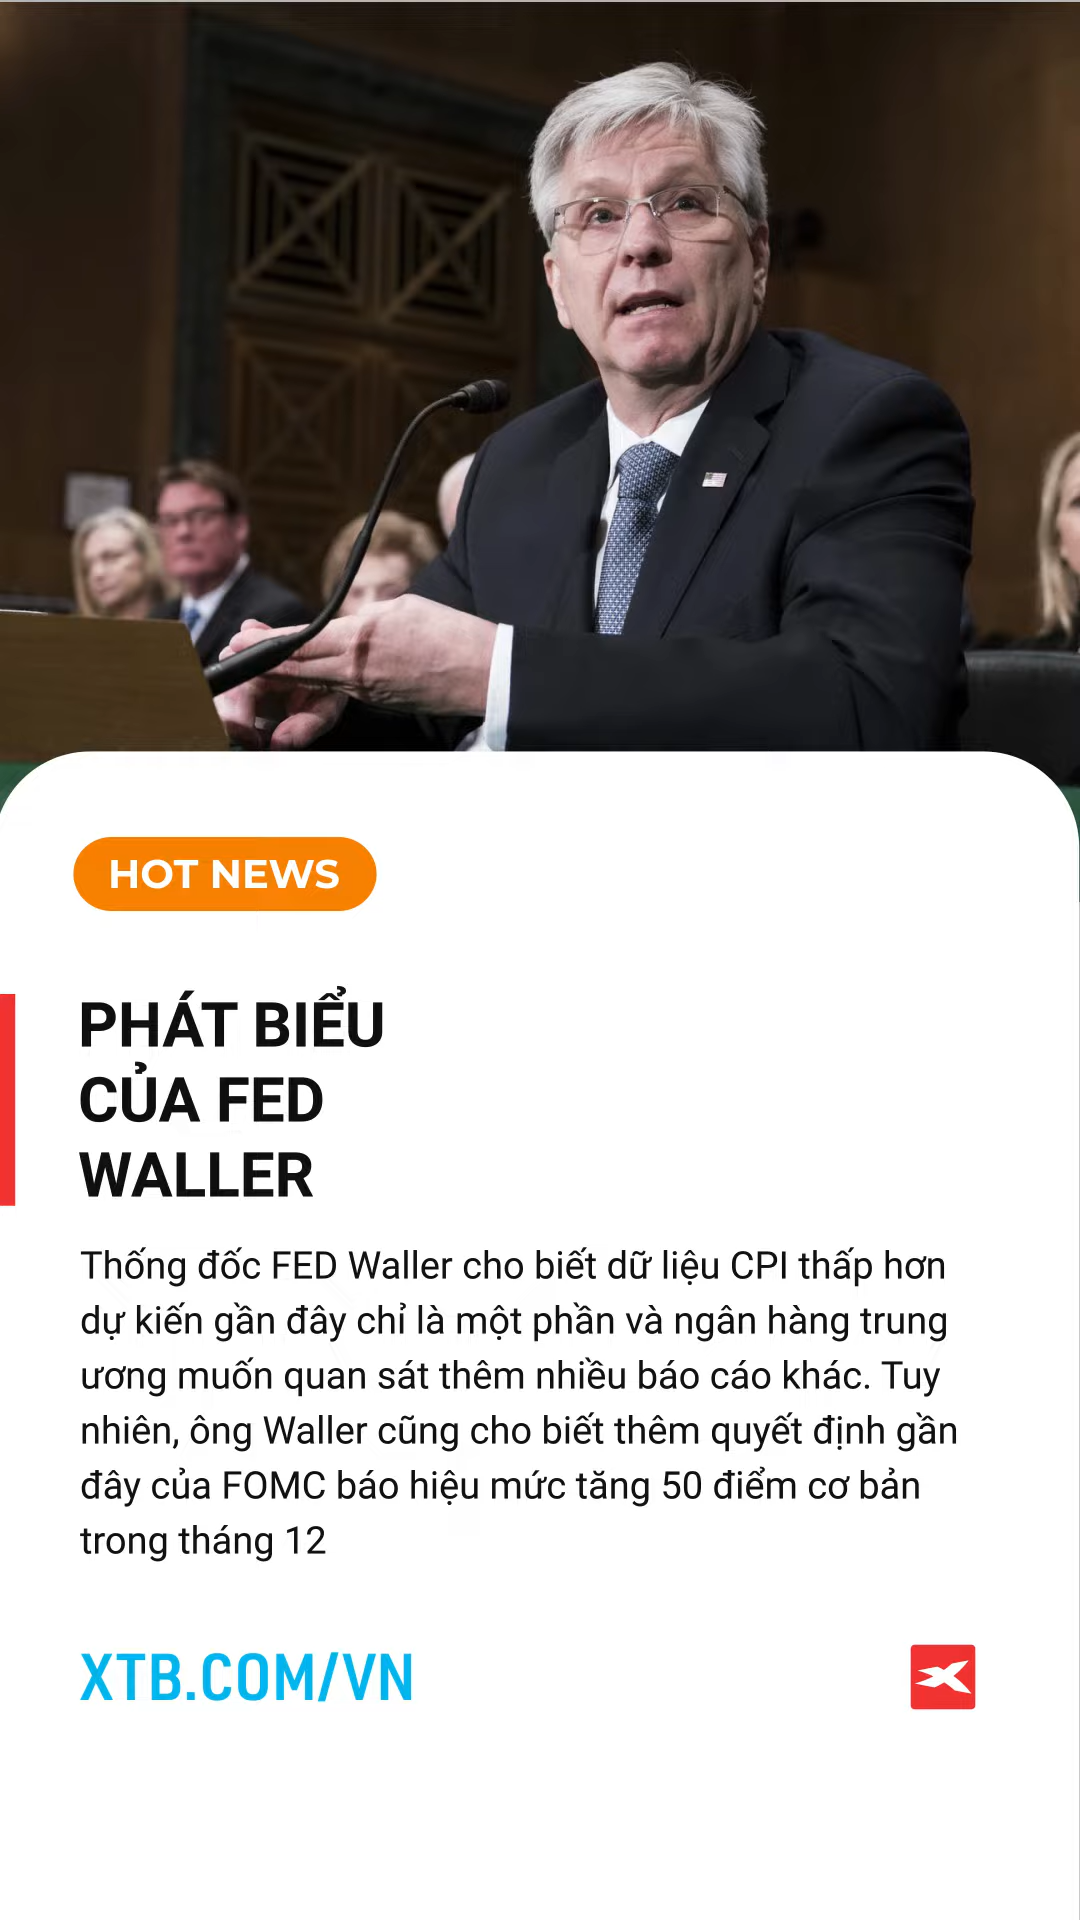 HOT NEWS
PHÁT BIỂU
CỦA FED
WALLER
Thống đốc FED Waller cho biết dữ liệu CPI thấp hơn
dự kiến gần đây chỉ là một phần và ngân hàng trung
ương muốn quan sát thêm nhiều báo cáo khác. Tuy
nhiên, ông Waller cũng cho biết thêm quyết định gần
đây của FOMC báo hiệu mức tăng 50 điểm cơ bản
trong tháng 12
XTB.COM/VN